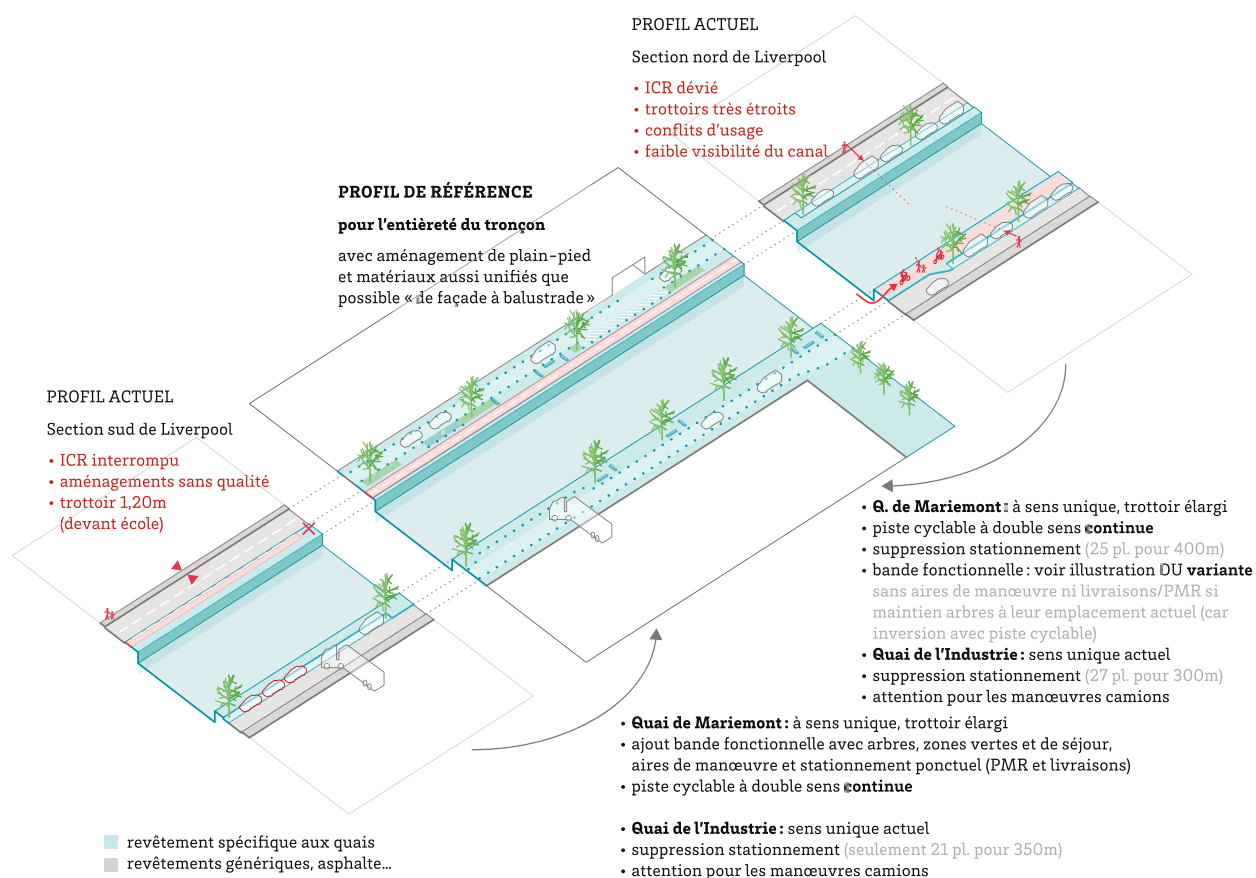 PROFIL ACTUEL
Section nord de Liverpool
• ICR dévié
• trottoirs très étroits
• conflits d'usage
• faible visibilité du canal
PROFIL DE RÉFÉRENCE
pour l'entièreté du tronçon
avec aménagement de plain-pied
et matériaux aussi unifiés que
possible « de façade à balustrade »
PROFIL ACTUEL
Section sud de Liverpool
• ICR interrompu
• aménagements sans qualité
• trottoir 1,20m
(devant école)
• Q. de Mariemont : à sens unique, trottoir élargi
• piste cyclable à double sens continue
• suppression stationnement (25 pl. pour 400m)
• bande fonctionnelle : voir illustration OU variante
sans aires de manœuvre ni livraisons/PMR si
maintien arbres à leur emplacement actuel (car
inversion avec piste cyclable)
• Quai de l'Industrie : sens unique actuel
• suppression stationnement (27 pl. pour 300m)
• attention pour les manœuvres camions
• Quai de Mariemont : à sens unique, trottoir élargi
• ajout bande fonctionnelle avec arbres, zones vertes et de séjour,
aires de manœuvre et stationnement ponctuel (PMR et livraisons)
• piste cyclable à double sens continue
• Quai de l'Industrie : sens unique actuel
• suppression stationnement (seulement 21 pl. pour 350m)
• attention pour les manœuvres camions
revêtement spécifique aux quais
revêtements génériques, asphalte...